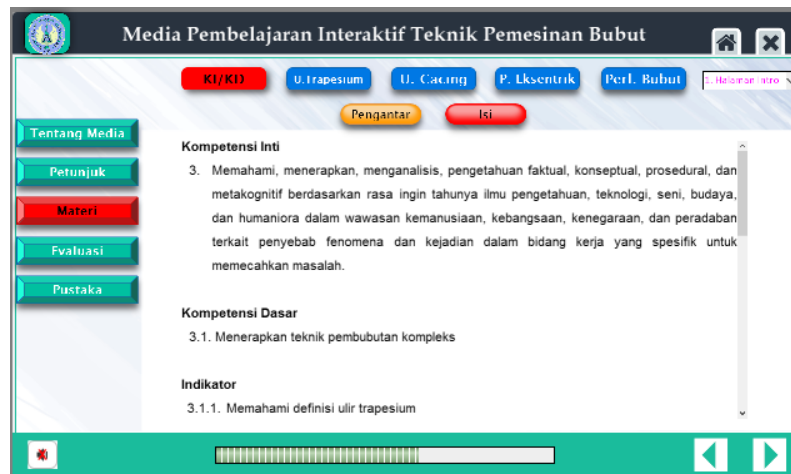 Media Pembelajaran Interaktif Teknik Pemesinan Bubut
KI/KD
U.Trapesium
U. Cacing
P. Eksentrik
Perl. Bubut
1. Halaman Intro
Pengantar
Isi
Tentang Media
Petunjuk
Materi
Evaluasi
Pustaka
Kompetensi Inti
3. Memahami, menerapkan, menganalisis, pengetahuan faktual, konseptual, prosedural, dan
metakognitif berdasarkan rasa ingin tahunya ilmu pengetahuan, teknologi, seni, budaya,
dan humaniora dalam wawasan kemanusiaan, kebangsaan, kenegaraan, dan peradaban
terkait penyebab fenomena dan kejadian dalam bidang kerja yang spesifik untuk
memecahkan masalah.
Kompetensi Dasar
3.1. Menerapkan teknik pembubutan kompleks
Indikator
3.1.1. Memahami definisi ulir trapesium